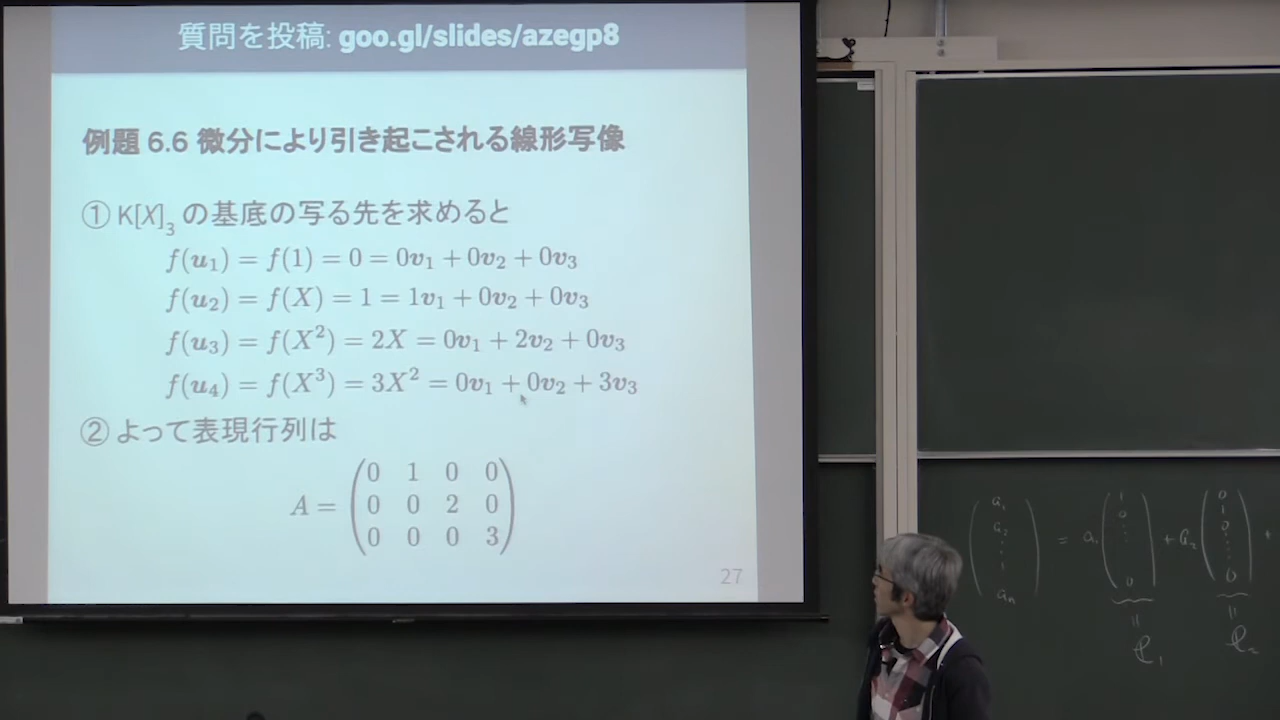 質問を投稿: goo.gl/slides/azegp8
例題 6.6 微分により引き起こされる線形写像
① K[X]₃ の基底の写る先を求めると
f(u₁) = f(1) = 0 = 0v₁ + 0v₂ + 0v₃
f(u₂) = f(X) = 1 = 1v₁ + 0v₂ + 0v₃
f(u₃) = f(X²) = 2X = 0v₁ + 2v₂ + 0v₃
f(u₄) = f(X³) = 3X² = 0v₁ + 0v₂ + 3v₃
② よって表現行列は
0 1 0 0
A = 0 0 2 0
0 0 0 3
27